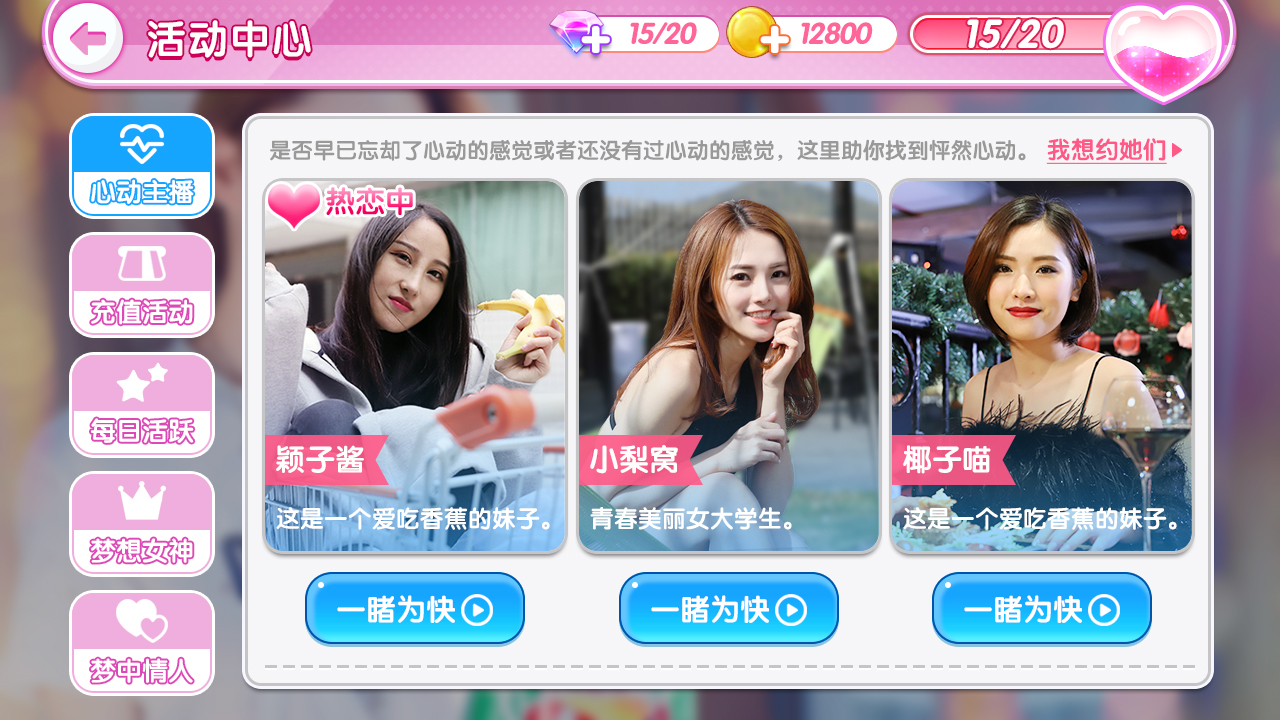 活动中心
15/20
12800
15/20
心动主播
充值活动
每日活跃
梦想女神
梦中情人
是否早已忘却了心动的感觉或者还没有过心动的感觉，这里助你找到怦然心动。
我想约她们
热恋中
颖子酱
这是一个爱吃香蕉的妹子。
小梨窝
青春美丽女大学生。
椰子喵
这是一个爱吃香蕉的妹子。
一睹为快
一睹为快
一睹为快